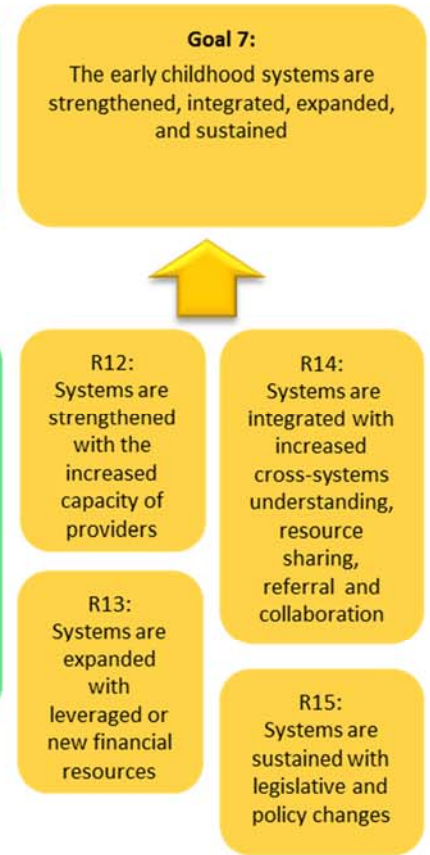 Goal 7:
The early childhood systems are
strengthened, integrated, expanded,
and sustained
R12:
Systems are
strengthened
with the
increased
capacity of
providers
R13:
Systems are
expanded
with
leveraged or
new financial
resources
R14:
Systems are
integrated with
increased
cross-systems
understanding,
resource
sharing,
referral and
collaboration
R15:
Systems are
sustained with
legislative and
policy changes